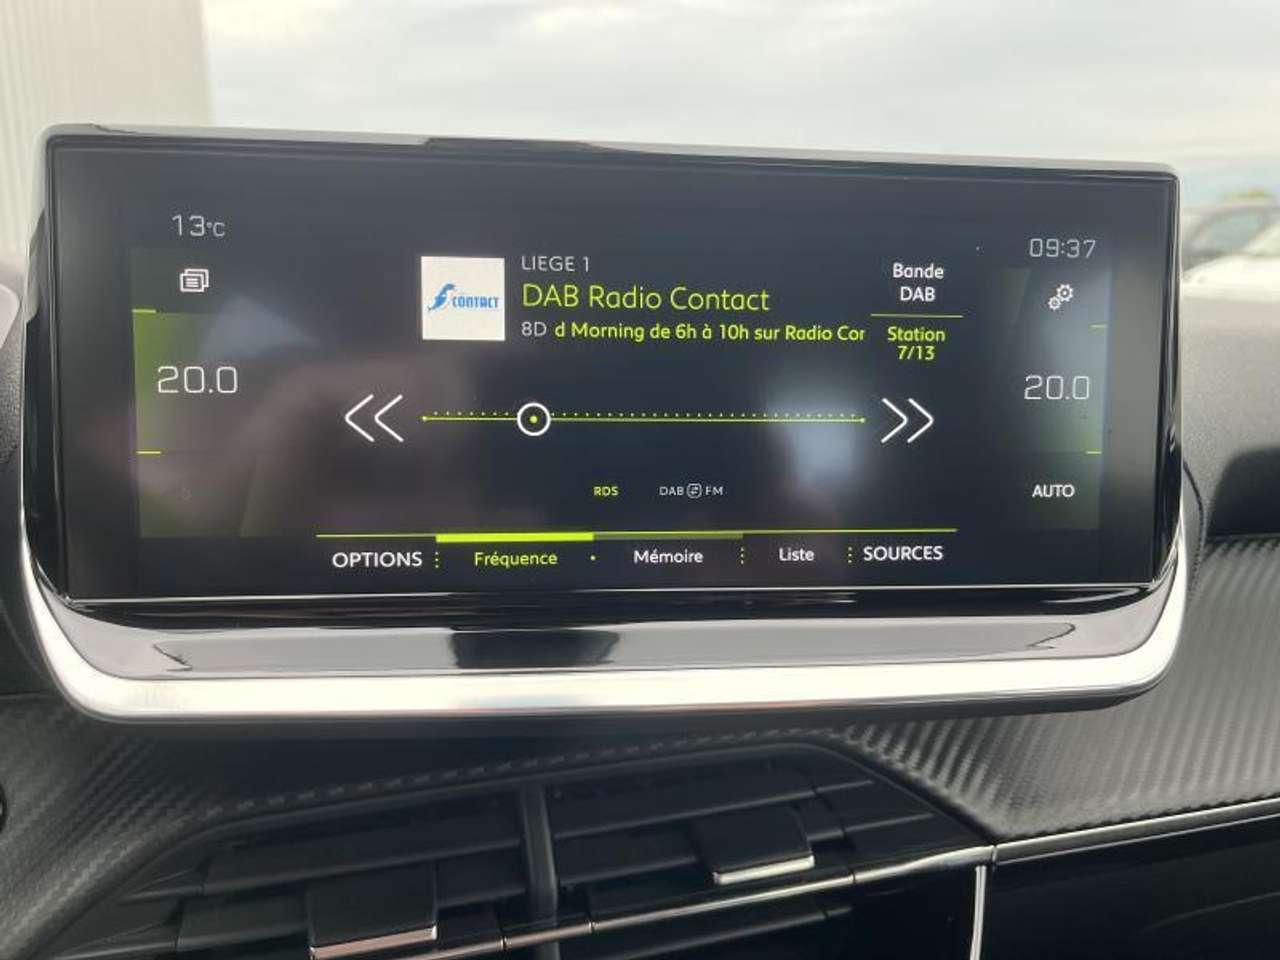 13°C
09:37
CONTACT
LIEGE 1
DAB Radio Contact
8D d Morning de 6h à 10h sur Radio Cor
Bande
DAB
Station
7/13
20.0
20.0
RDS
DAB FM
AUTO
OPTIONS Fréquence Mémoire Liste SOURCES